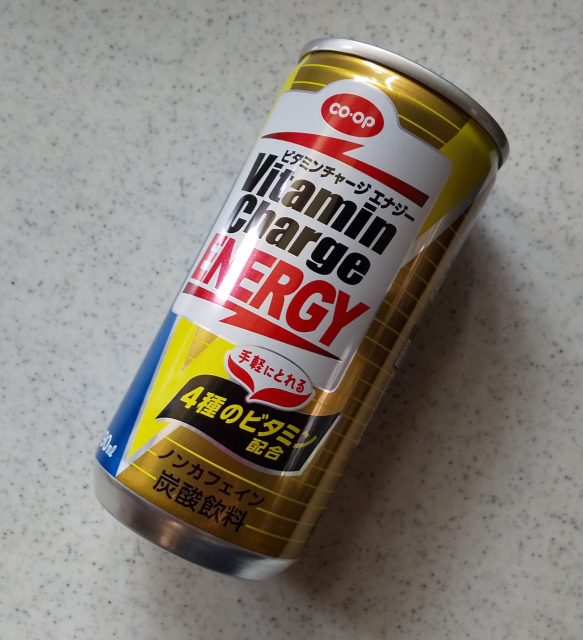 CO·OP
ビタミンチャージ エナジー
Vitamin
Charge
ENERGY
手軽にとれる
4種のビタミン
配合
ノンカフェイン
炭酸飲料